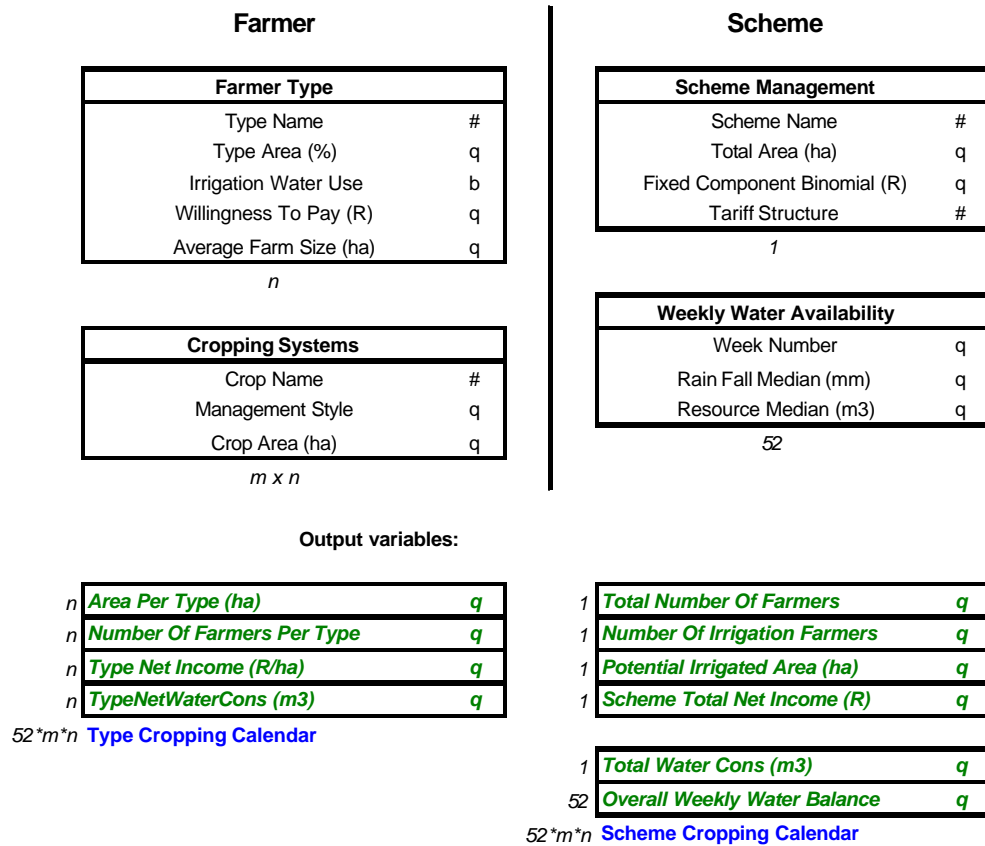 Farmer
Farmer Type
Type Name #
Type Area (%) q
Irrigation Water Use b
Willingness To Pay (R) q
Average Farm Size (ha) q
n
Cropping Systems
Crop Name #
Management Style q
Crop Area (ha) q
m x n
Scheme
Scheme Management
Scheme Name #
Total Area (ha) q
Fixed Component Binomial (R) q
Tariff Structure #
1
Weekly Water Availability
Week Number q
Rain Fall Median (mm) q
Resource Median (m3) q
52
Output variables:
n Area Per Type (ha) q
n Number Of Farmers Per Type q
n Type Net Income (R/ha) q
n TypeNetWaterCons (m3) q
52*m*n Type Cropping Calendar
1 Total Number Of Farmers q
1 Number Of Irrigation Farmers q
1 Potential Irrigated Area (ha) q
1 Scheme Total Net Income (R) q
1 Total Water Cons (m3) q
52 Overall Weekly Water Balance q
52*m*n Scheme Cropping Calendar